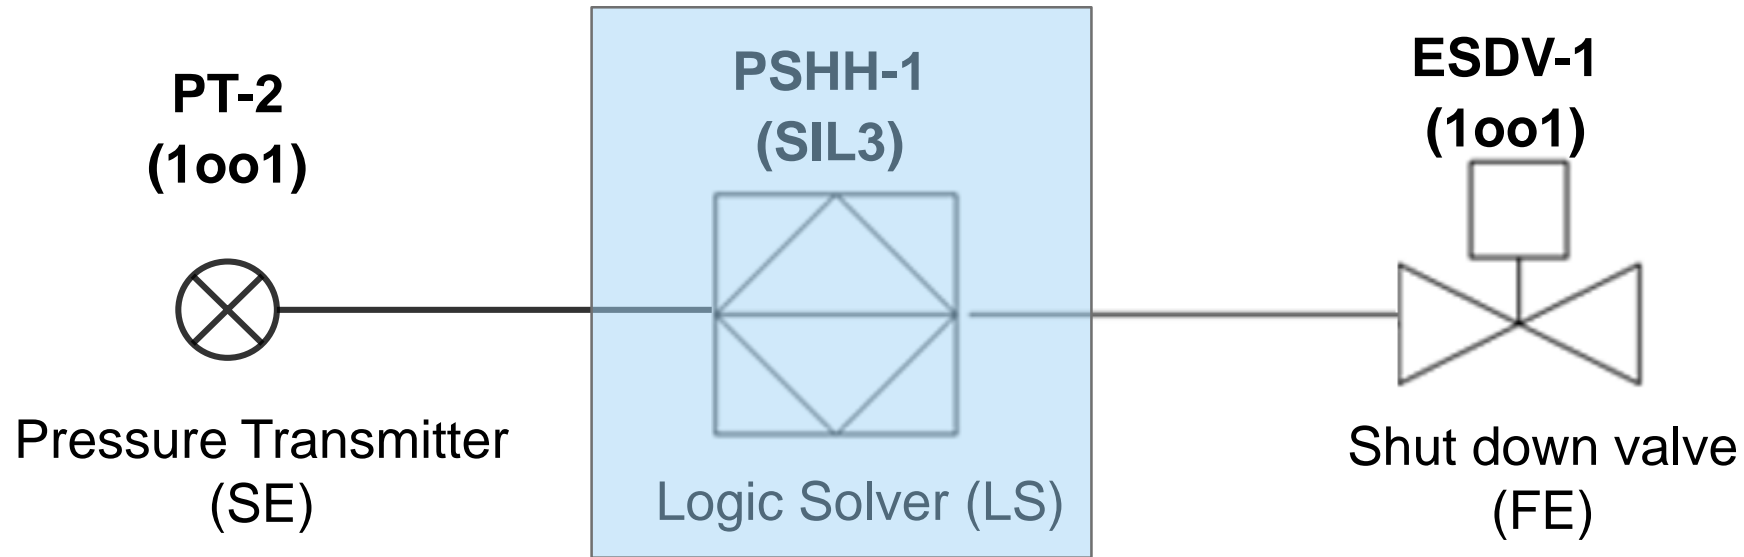 PT-2
(1oo1)
Pressure Transmitter
(SE)
PSHH-1
(SIL3)
Logic Solver (LS)
ESDV-1
(1oo1)
Shut down valve
(FE)